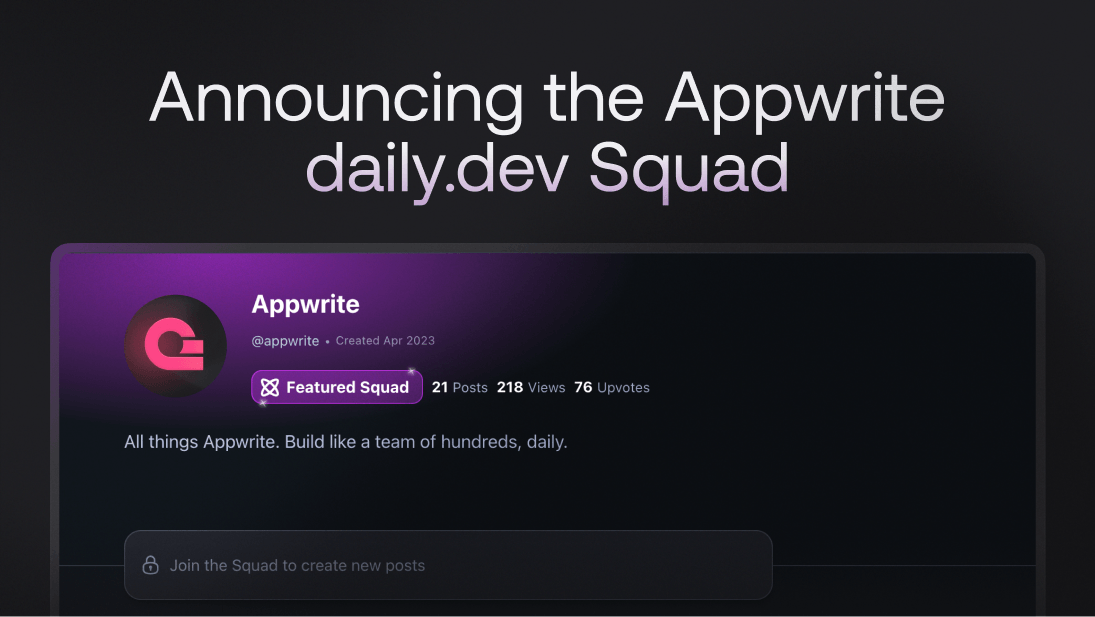 Announcing the Appwrite
daily.dev Squad
Appwrite
@appwrite • Created Apr 2023
Featured Squad 21 Posts 218 Views 76 Upvotes
All things Appwrite. Build like a team of hundreds, daily.
Join the Squad to create new posts